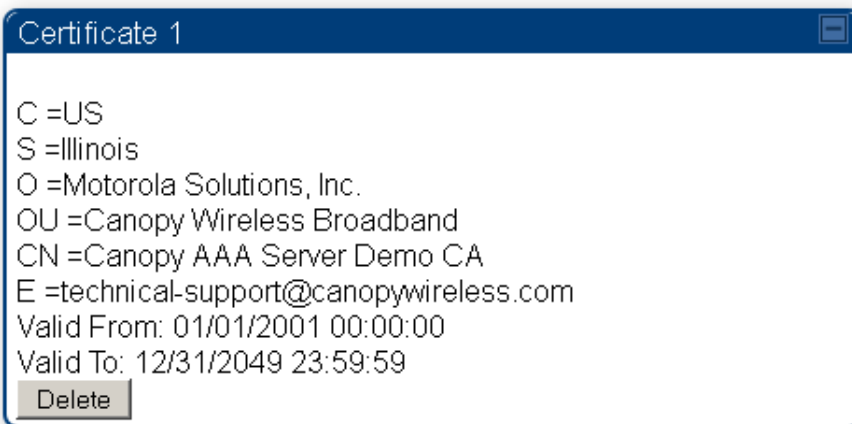 Certificate 1
C =US
S =Illinois
O =Motorola Solutions, Inc.
OU =Canopy Wireless Broadband
CN =Canopy AAA Server Demo CA
E =technical-support@canopywireless.com
Valid From: 01/01/2001 00:00:00
Valid To: 12/31/2049 23:59:59
Delete